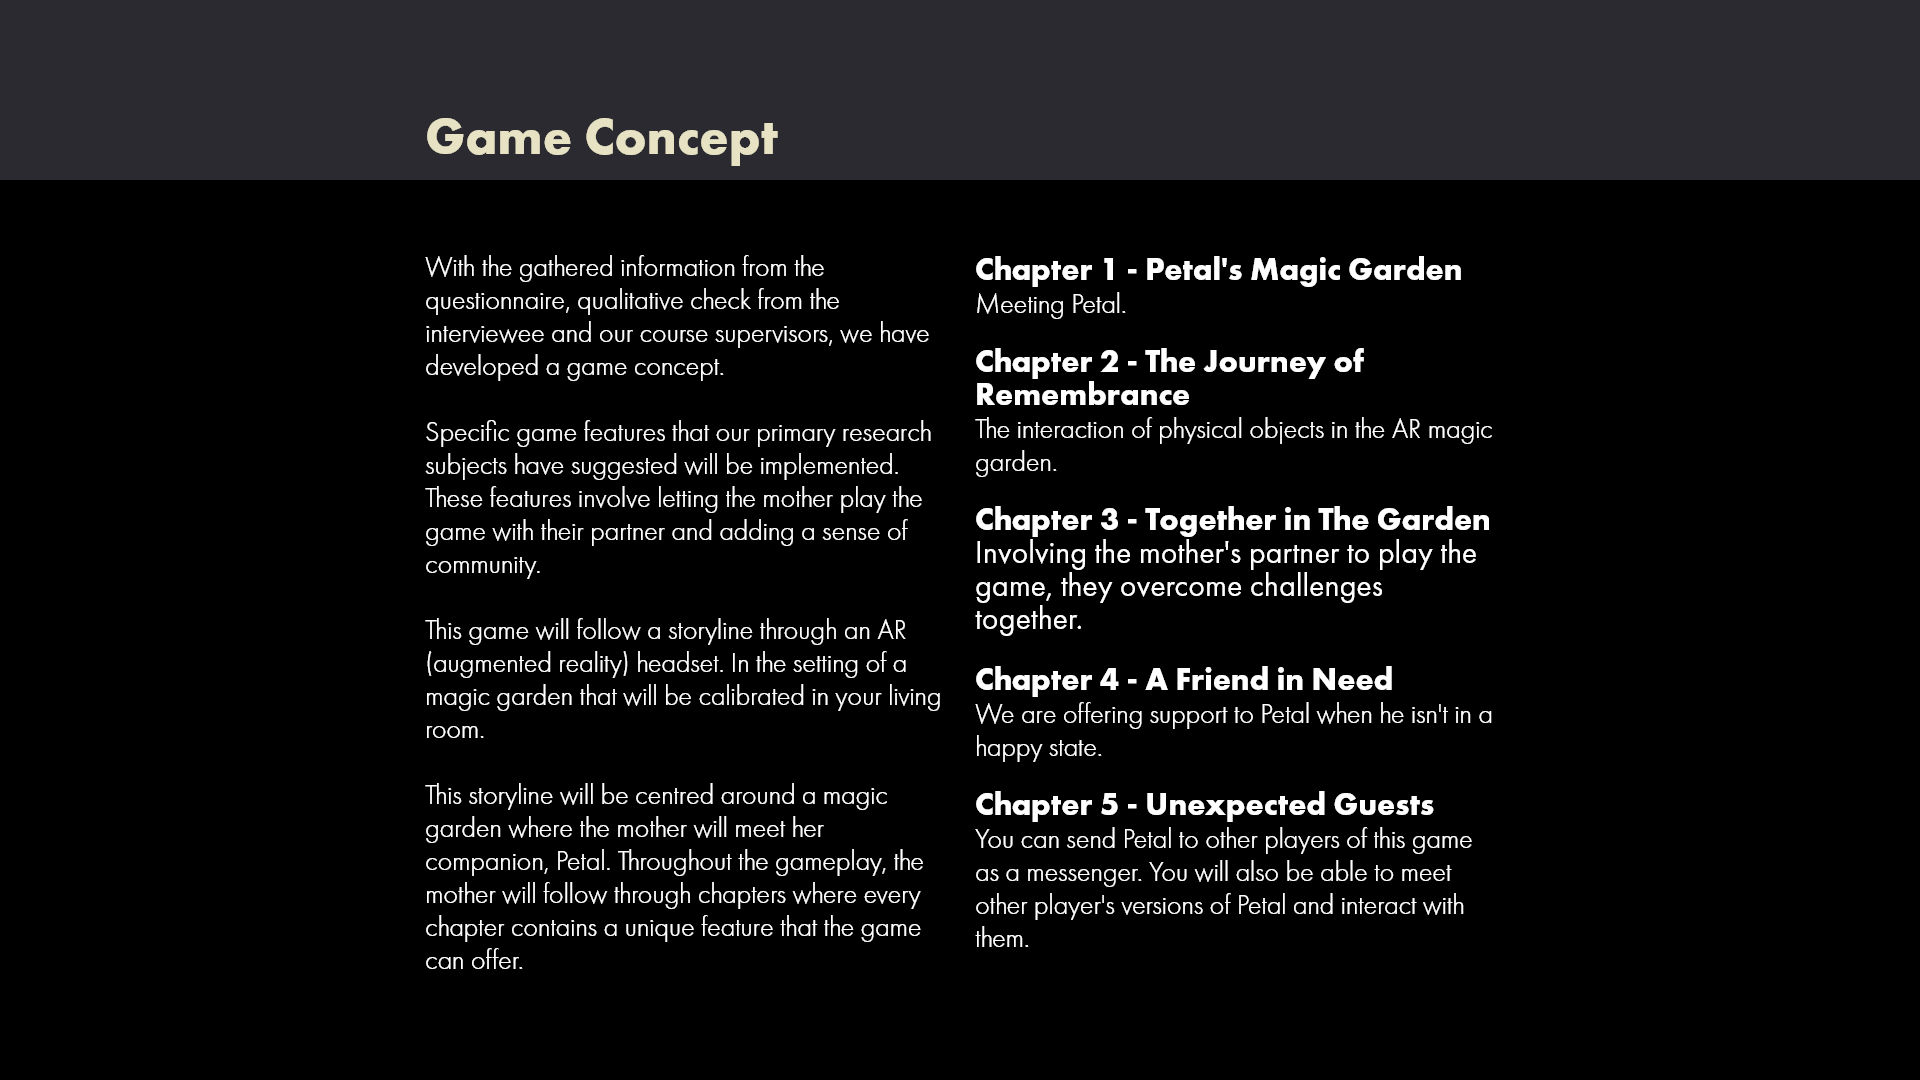 Game Concept
With the gathered information from the
questionnaire, qualitative check from the
interviewee and our course supervisors, we have
developed a game concept.
Specific game features that our primary research
subjects have suggested will be implemented.
These features involve letting the mother play the
game with their partner and adding a sense of
community.
This game will follow a storyline through an AR
(augmented reality) headset. In the setting of a
magic garden that will be calibrated in your living
room.
This storyline will be centred around a magic
garden where the mother will meet her
companion, Petal. Throughout the gameplay, the
mother will follow through chapters where every
chapter contains a unique feature that the game
can offer.
Chapter 1 - Petal's Magic Garden
Meeting Petal.
Chapter 2 - The Journey of
Remembrance
The interaction of physical objects in the AR magic
garden.
Chapter 3 - Together in The Garden
Involving the mother's partner to play the
game, they overcome challenges
together.
Chapter 4 - A Friend in Need
We are offering support to Petal when he isn't in a
happy state.
Chapter 5 - Unexpected Guests
You can send Petal to other players of this game
as a messenger. You will also be able to meet
other player's versions of Petal and interact with
them.